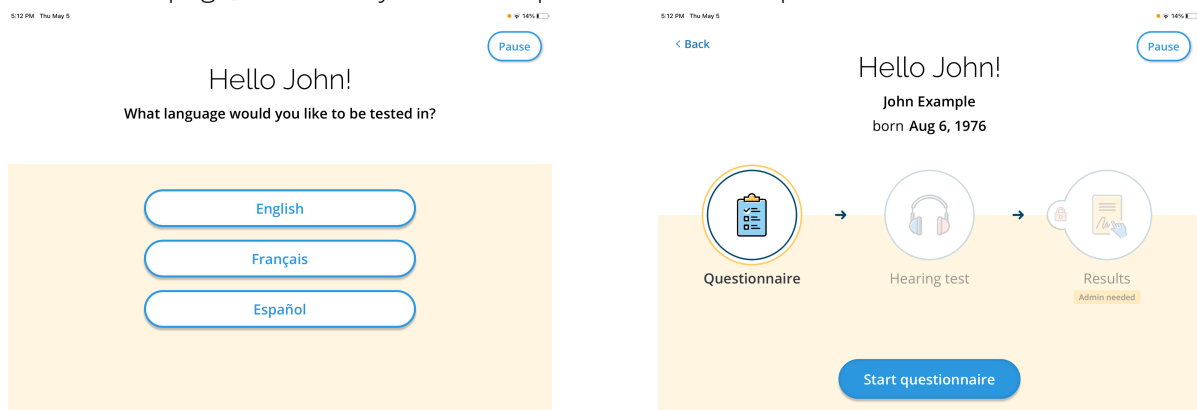 5:12 PM Thu May 5
14%
Pause
Hello John!
What language would you like to be tested in?
English
Français
Español
5:12 PM Thu May 5
14%
< Back
Pause
Hello John!
John Example
born Aug 6, 1976
Questionnaire
Hearing test
Results
Admin needed
Start questionnaire